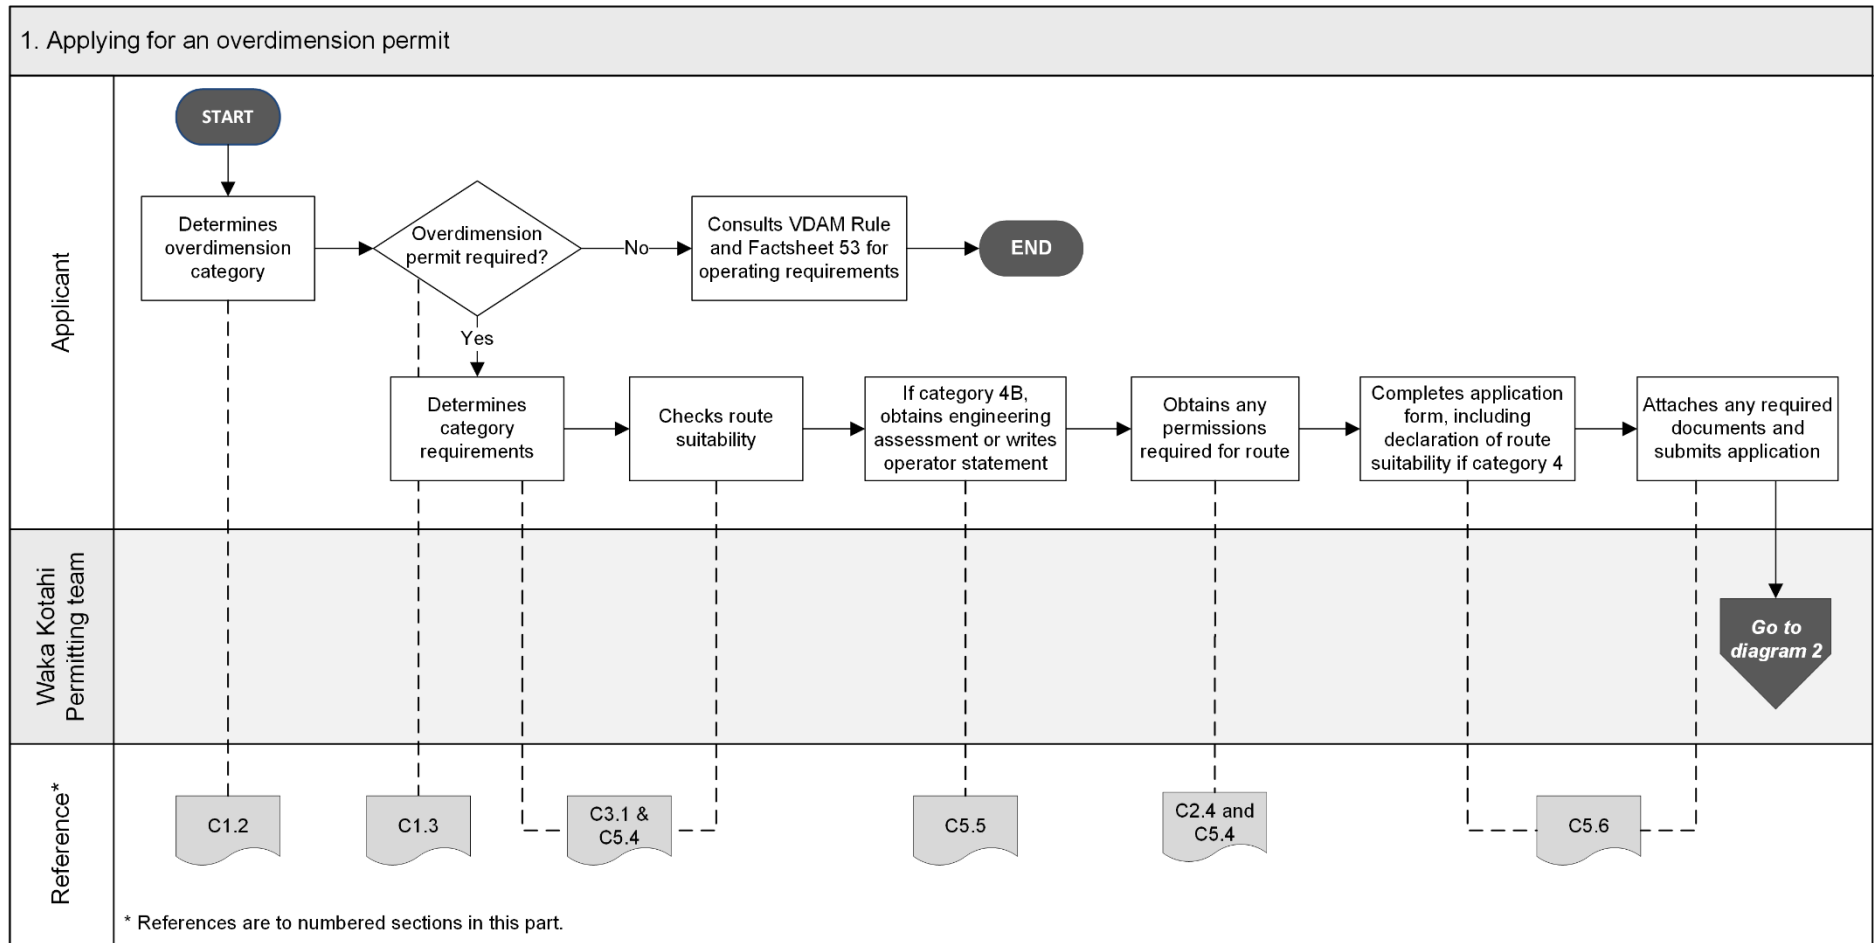 1. Applying for an overdimension permit
Applicant
START
Determines
overdimension
category
Overdimension
permit required?
No
Consults VDAM Rule
and Factsheet 53 for
operating requirements
END
Yes
Determines
category
requirements
Checks route
suitability
If category 4B,
obtains engineering
assessment or writes
operator statement
Obtains any
permissions
required for route
Completes application
form, including
declaration of route
suitability if category 4
Attaches any required
documents and
submits application
Waka Kotahi
Permitting team
Go to
diagram 2
Reference*
C1.2
C1.3
C3.1 &
C5.4
C5.5
C2.4 and
C5.4
C5.6
* References are to numbered sections in this part.